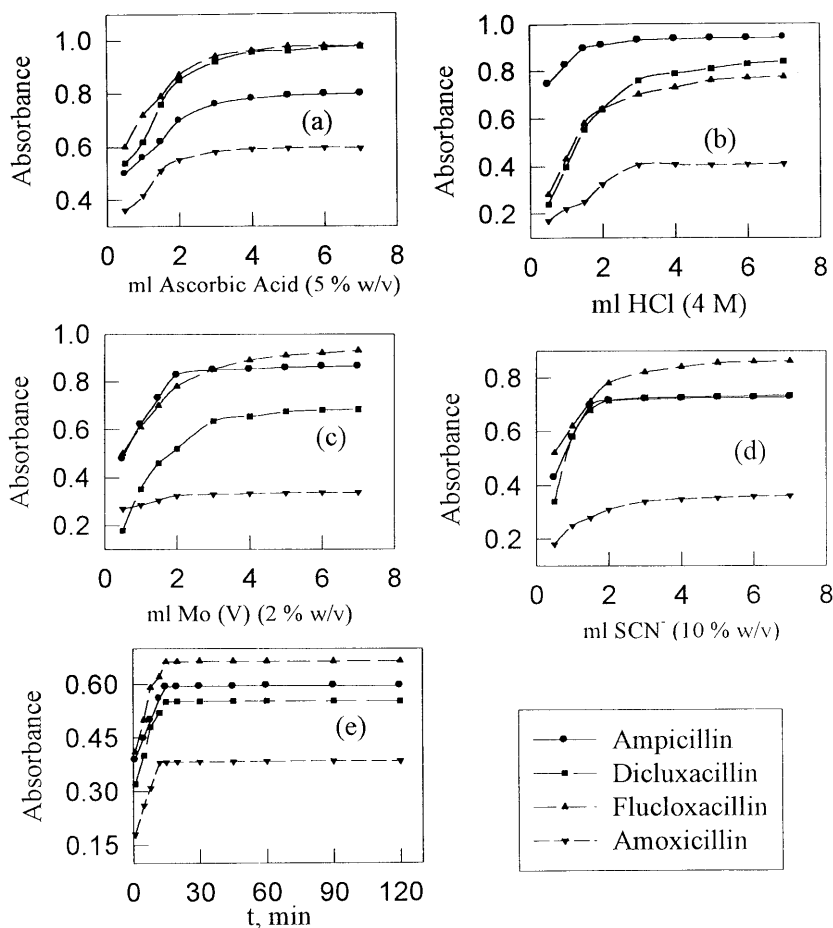 Absorbance
1.0
0.8
0.6
0.4
(a)
0 2 4 6 8
ml Ascorbic Acid (5 % w/v)
Absorbance
1.0
0.8
0.6
0.4
0.2
(b)
0 2 4 6 8
ml HCl (4 M)
Absorbance
1.0
0.8
0.6
0.4
0.2
(c)
0 2 4 6 8
ml Mo (V) (2 % w/v)
Absorbance
0.8
0.6
0.4
0.2
(d)
0 2 4 6 8
ml SCN⁻ (10 % w/v)
Absorbance
0.60
0.45
0.30
0.15
(e)
0 30 60 90 120
t, min
Ampicillin
Dicluxacillin
Flucloxacillin
Amoxicillin